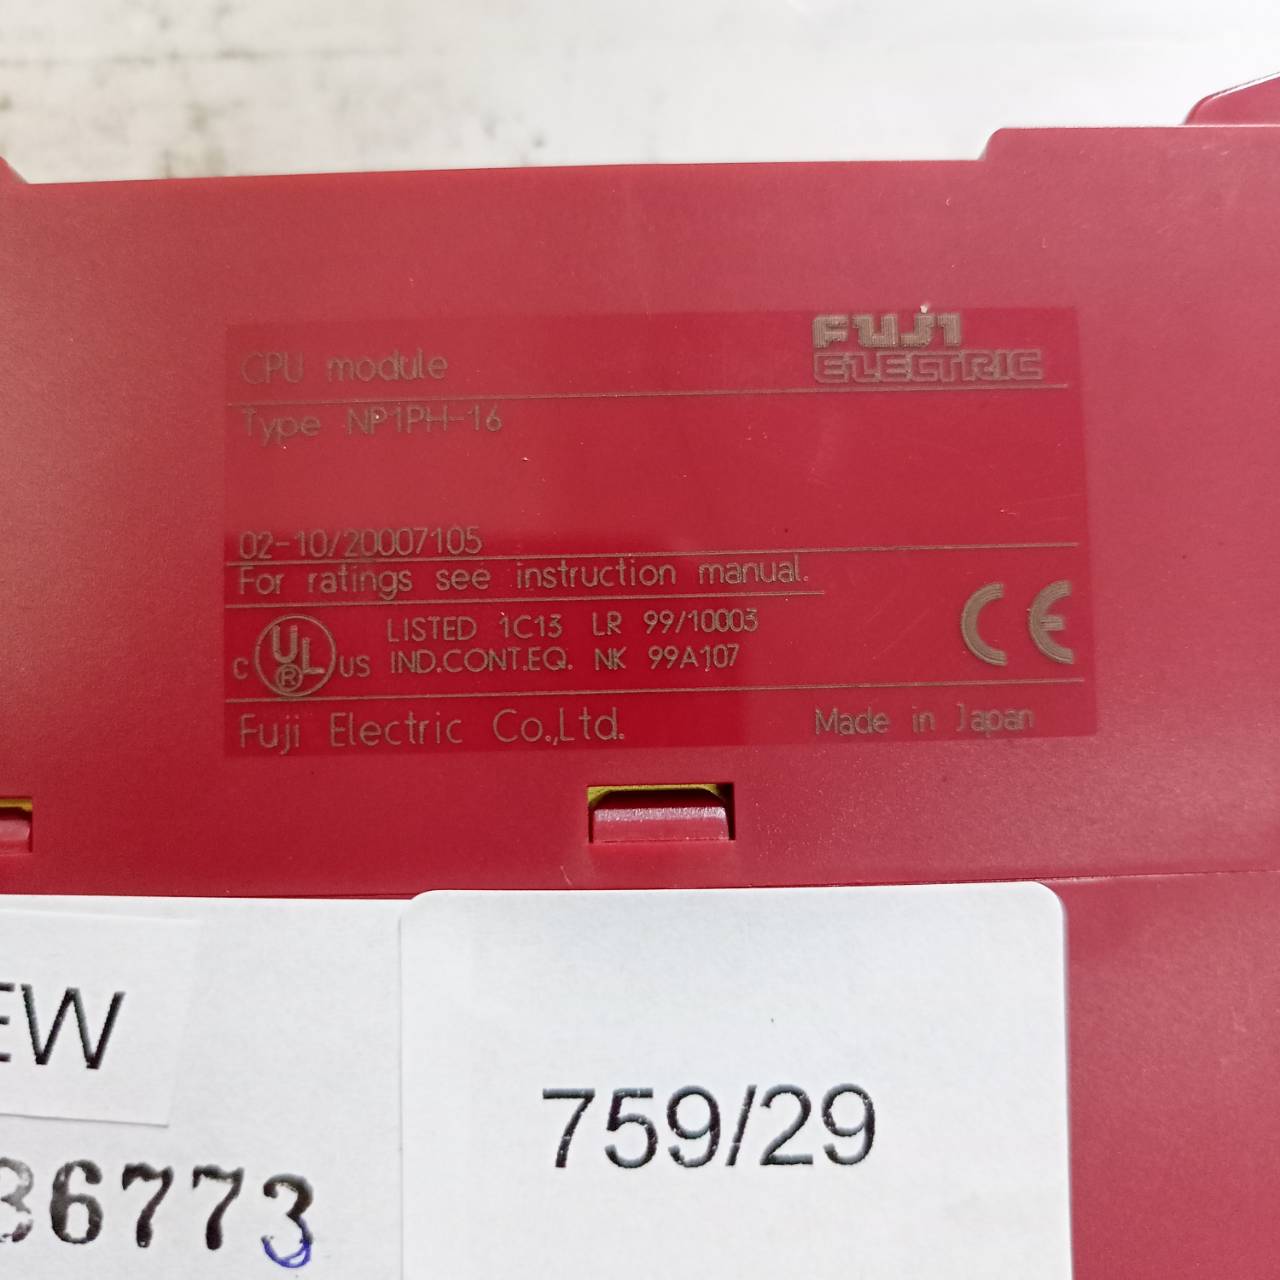 CPU module
FUJI
ELECTRIC
Type NP1PH-16
02-10/20007105
For ratings see instruction manual.
C UL ® US
LISTED 1C13 LR 99/10003
IND.CONT.EQ. NK 99A107
CE
Fuji Electric Co.,Ltd.
Made in Japan
EW
759/29
36773